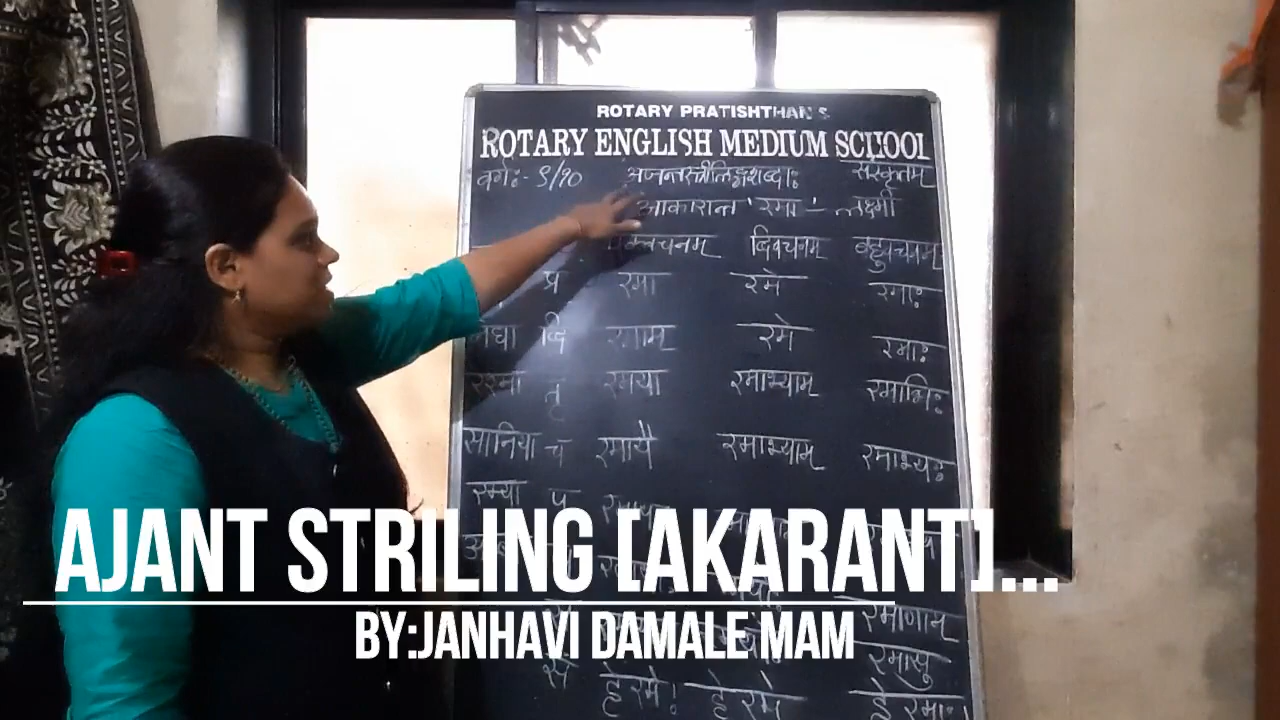 ROTARY PRATISHTHAN'S
ROTARY ENGLISH MEDIUM SCHOOL
वर्गः- ९/१० अजन्तस्त्रीलिङ्गशब्दाः संस्कृतम्
आकारान्त 'रमा' - लक्ष्मी
एकवचनम् द्विवचनम् बहुवचनम्
प्र रमा रमे रमाः
द्वि रमाम् रमे रमाः
तृ रमया रमाभ्याम् रमाभिः
सानिया च रमायै रमाभ्याम् रमाभ्यः
रम्या प
AJANT STRILING [AKARANT]...
रमाणाम्
BY:JANHAVI DAMALE MAM
रमासु
सं हे रमे! हे रमे हे रमाः